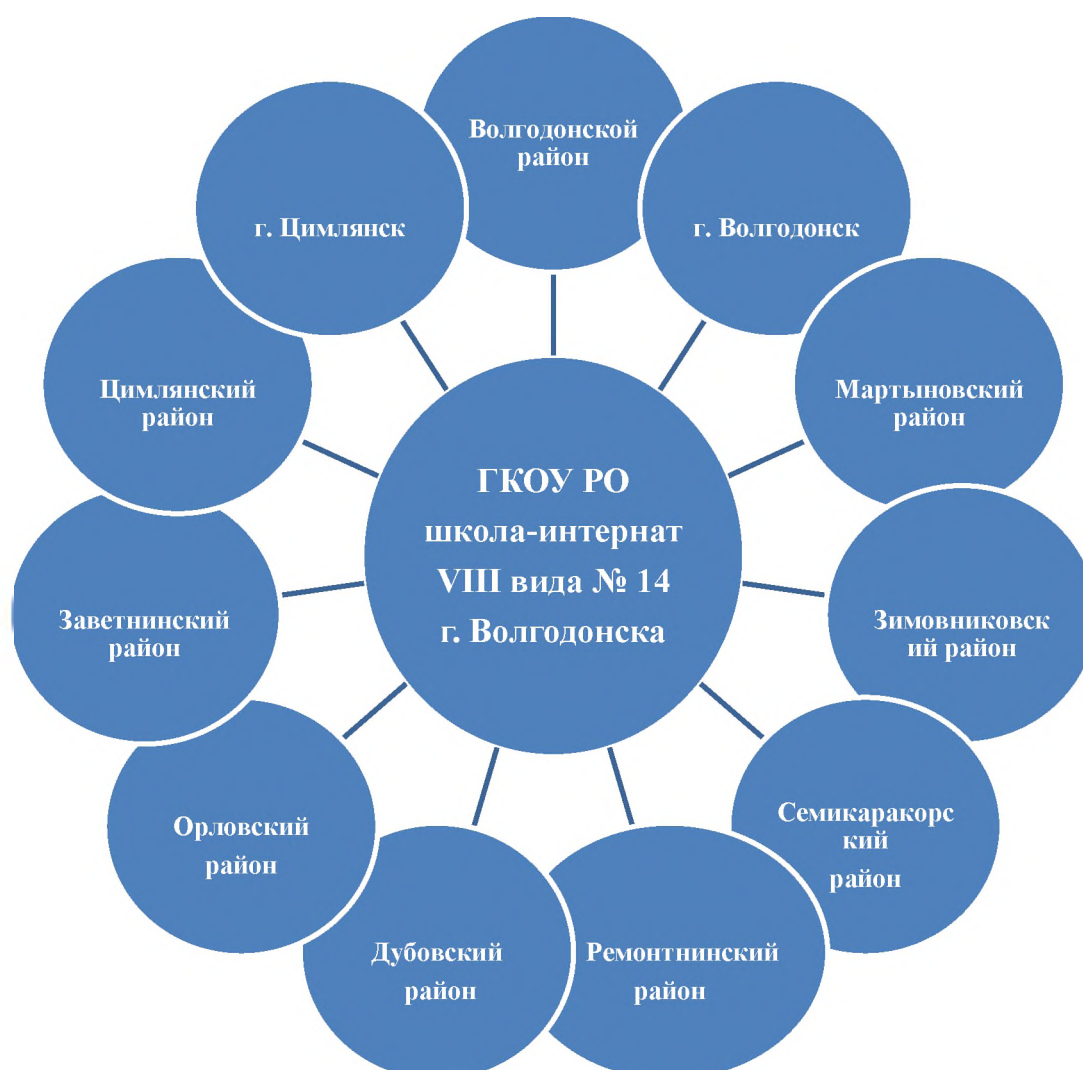 Волгодонской
район
г. Волгодонск
Мартыновский
район
Зимовниковск
ий район
Семикаракорс
кий
район
Ремонтнинский
район
Дубовский
район
Орловский
район
Заветнинский
район
Цимлянский
район
г. Цимлянск
ГКОУ РО
школа-интернат
VIII вида № 14
г. Волгодонска